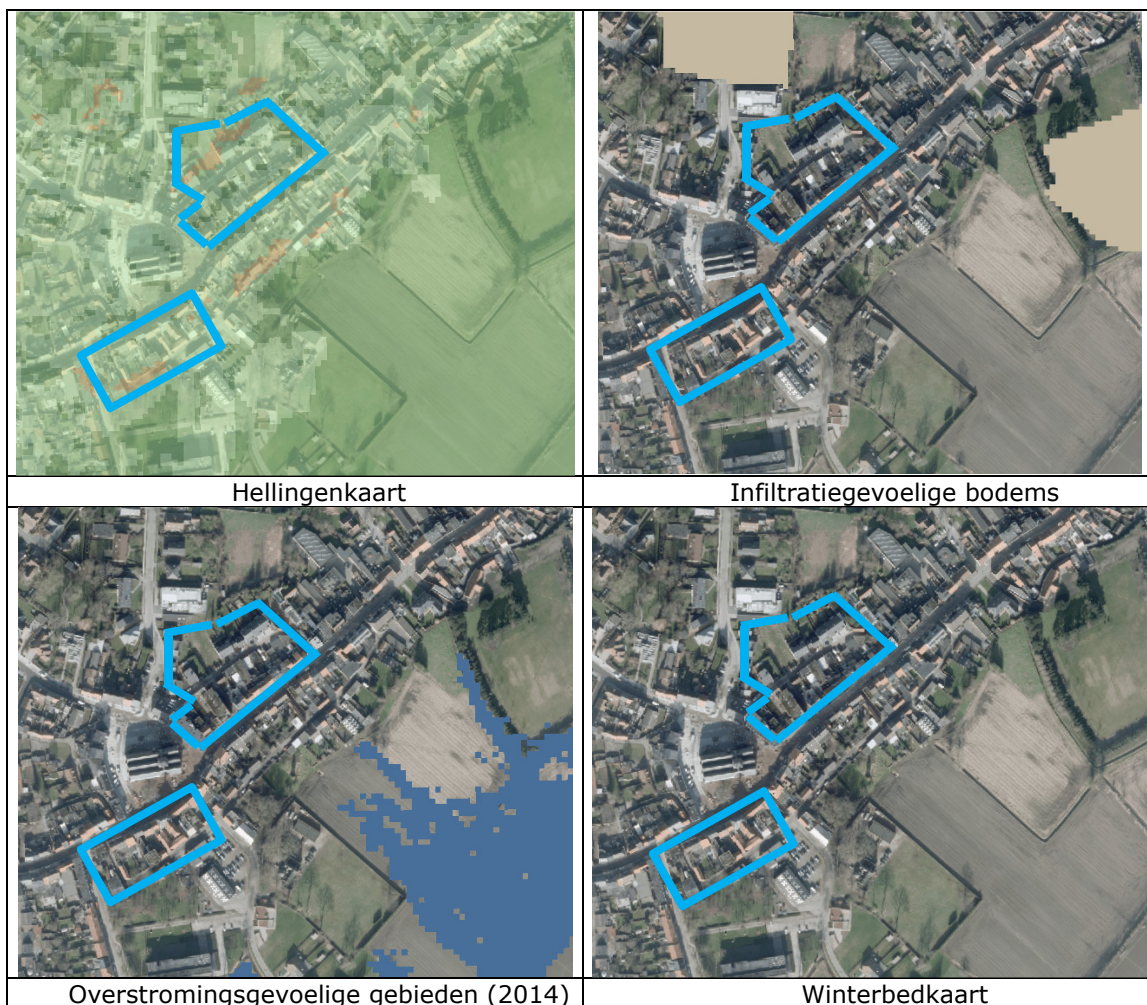 Hellingenkaart
Infiltratiegevoelige bodems
Overstromingsgevoelige gebieden (2014)
Winterbedkaart